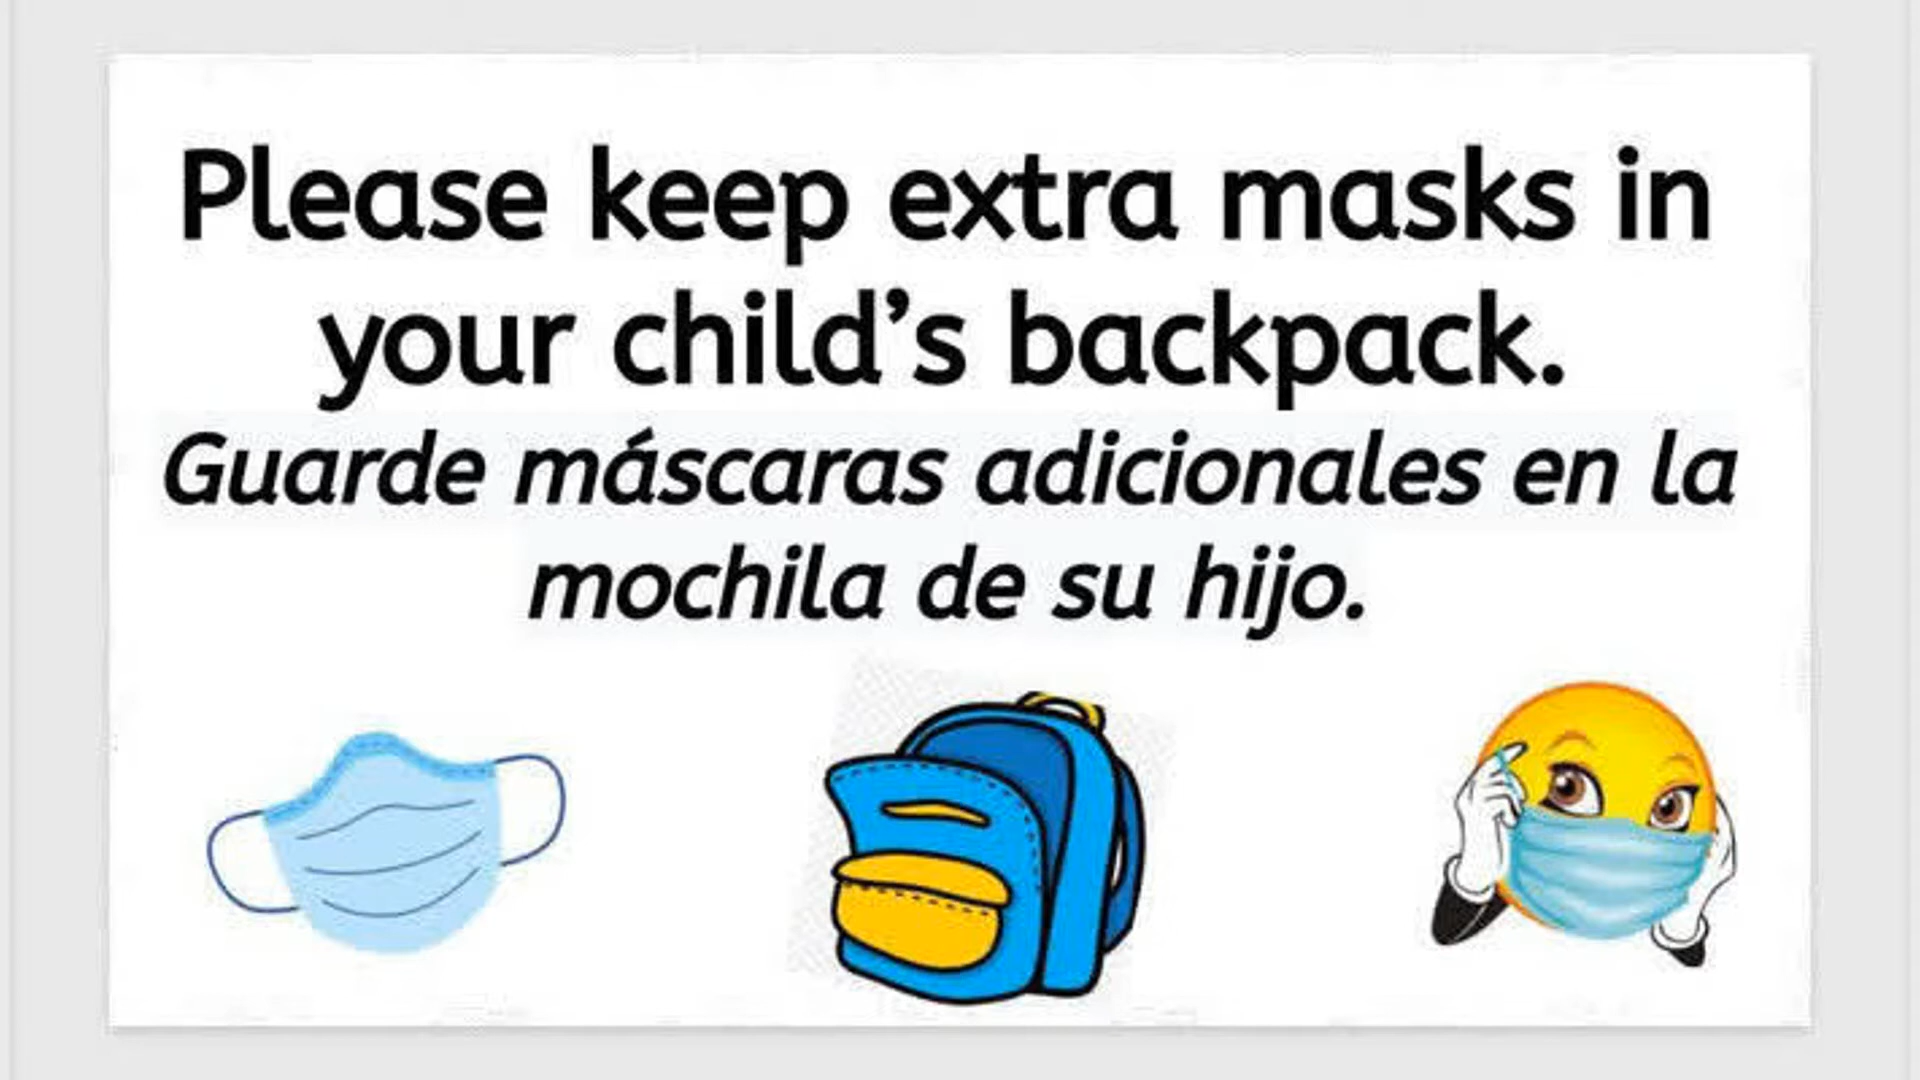 Please keep extra masks in
your child’s backpack.
Guarde máscaras adicionales en la
mochila de su hijo.